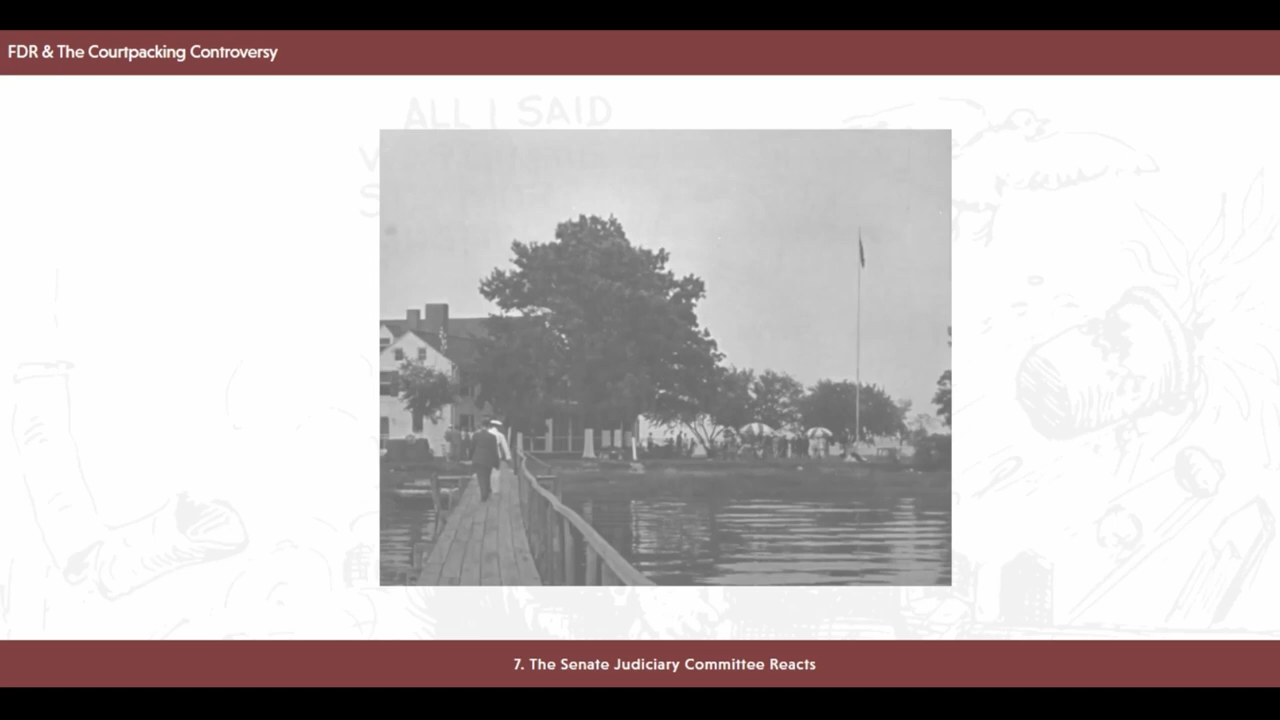 FDR & The Courtpacking Controversy
ALL I SAID
7. The Senate Judiciary Committee Reacts